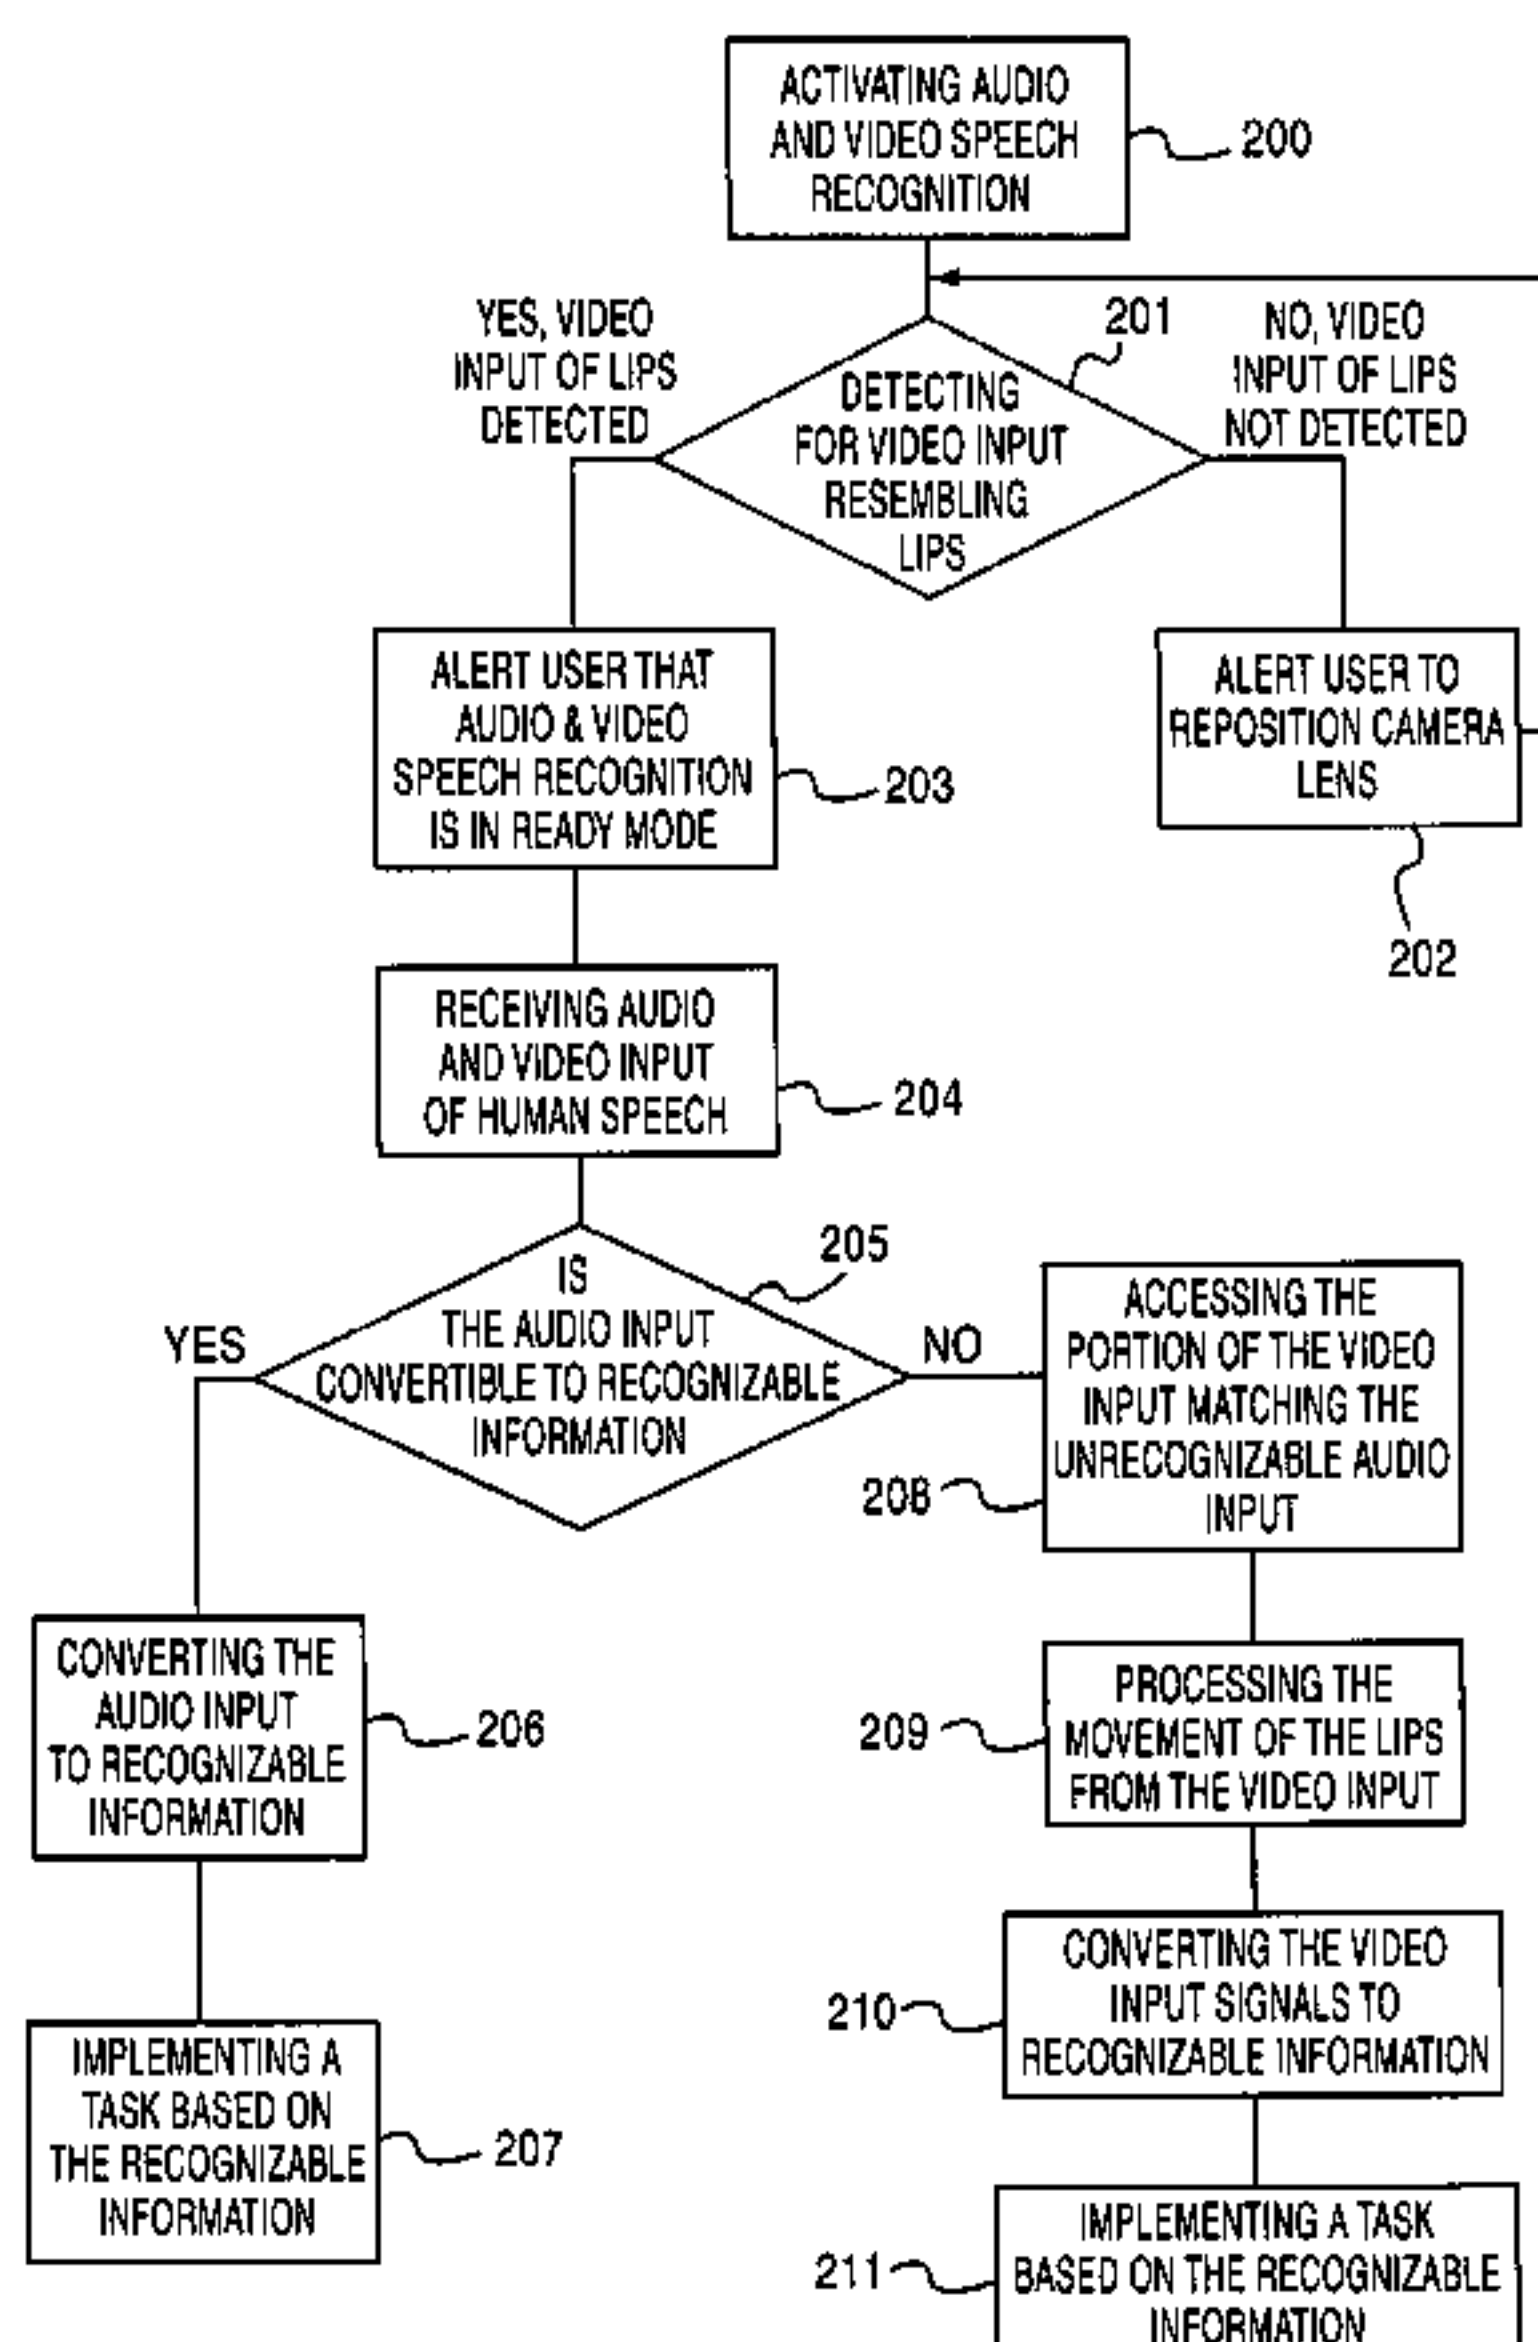 ACTIVATING AUDIO
AND VIDEO SPEECH
RECOGNITION
200
YES, VIDEO
INPUT OF LIPS
DETECTED
201
NO, VIDEO
INPUT OF LIPS
NOT DETECTED
DETECTING
FOR VIDEO INPUT
RESEMBLING
LIPS
ALERT USER THAT
AUDIO & VIDEO
SPEECH RECOGNITION
IS IN READY MODE
203
ALERT USER TO
REPOSITION CAMERA
LENS
202
RECEIVING AUDIO
AND VIDEO INPUT
OF HUMAN SPEECH
204
IS
THE AUDIO INPUT
CONVERTIBLE TO RECOGNIZABLE
INFORMATION
205
YES
NO
ACCESSING THE
PORTION OF THE VIDEO
INPUT MATCHING THE
UNRECOGNIZABLE AUDIO
INPUT
208
CONVERTING THE
AUDIO INPUT
TO RECOGNIZABLE
INFORMATION
206
PROCESSING THE
MOVEMENT OF THE LIPS
FROM THE VIDEO INPUT
209
CONVERTING THE VIDEO
INPUT SIGNALS TO
RECOGNIZABLE INFORMATION
210
IMPLEMENTING A
TASK BASED ON
THE RECOGNIZABLE
INFORMATION
207
IMPLEMENTING A TASK
BASED ON THE RECOGNIZABLE
INFORMATION
211